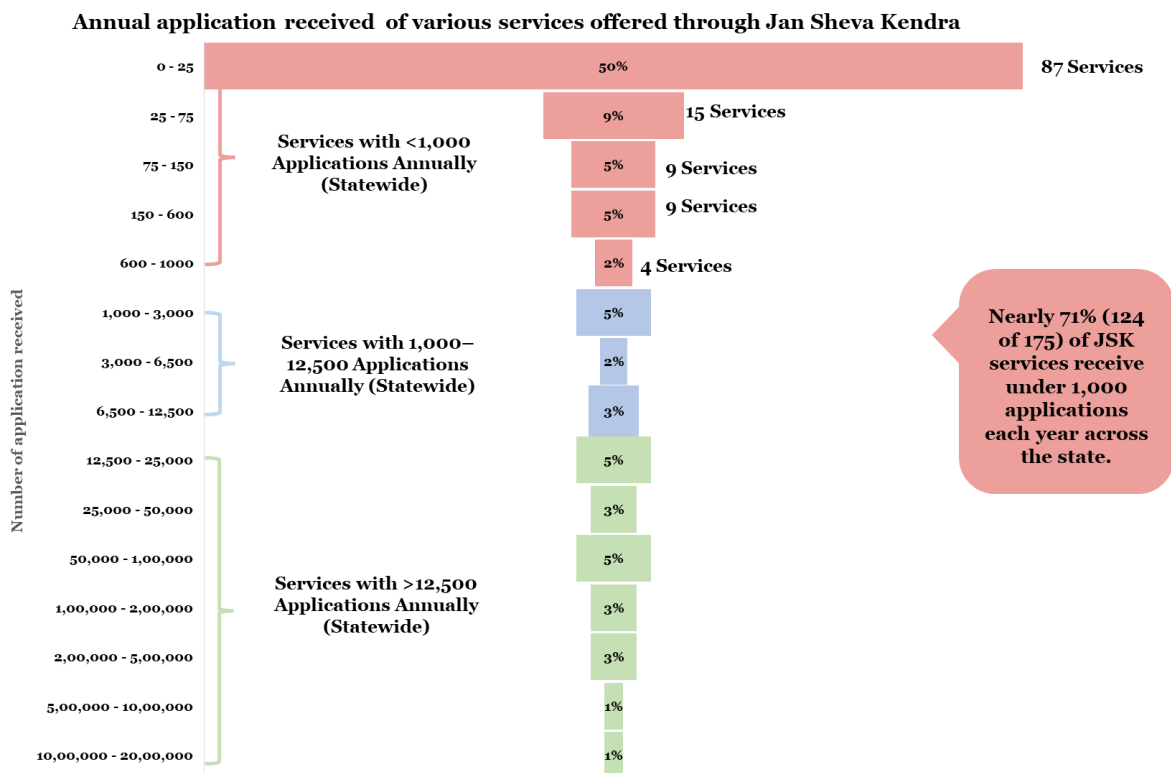 Annual application received of various services offered through Jan Sheva Kendra
Number of application received
0 - 25
50%
87 Services
25 - 75
9%
15 Services
75 - 150
5%
9 Services
150 - 600
5%
9 Services
600 - 1000
2%
4 Services
Services with <1,000
Applications Annually
(Statewide)
1,000 - 3,000
5%
3,000 - 6,500
2%
6,500 - 12,500
3%
Services with 1,000–
12,500 Applications
Annually (Statewide)
12,500 - 25,000
5%
25,000 - 50,000
3%
50,000 - 1,00,000
5%
1,00,000 - 2,00,000
3%
2,00,000 - 5,00,000
3%
5,00,000 - 10,00,000
1%
10,00,000 - 20,00,000
1%
Services with >12,500
Applications Annually
(Statewide)
Nearly 71% (124
of 175) of JSK
services receive
under 1,000
applications
each year across
the state.